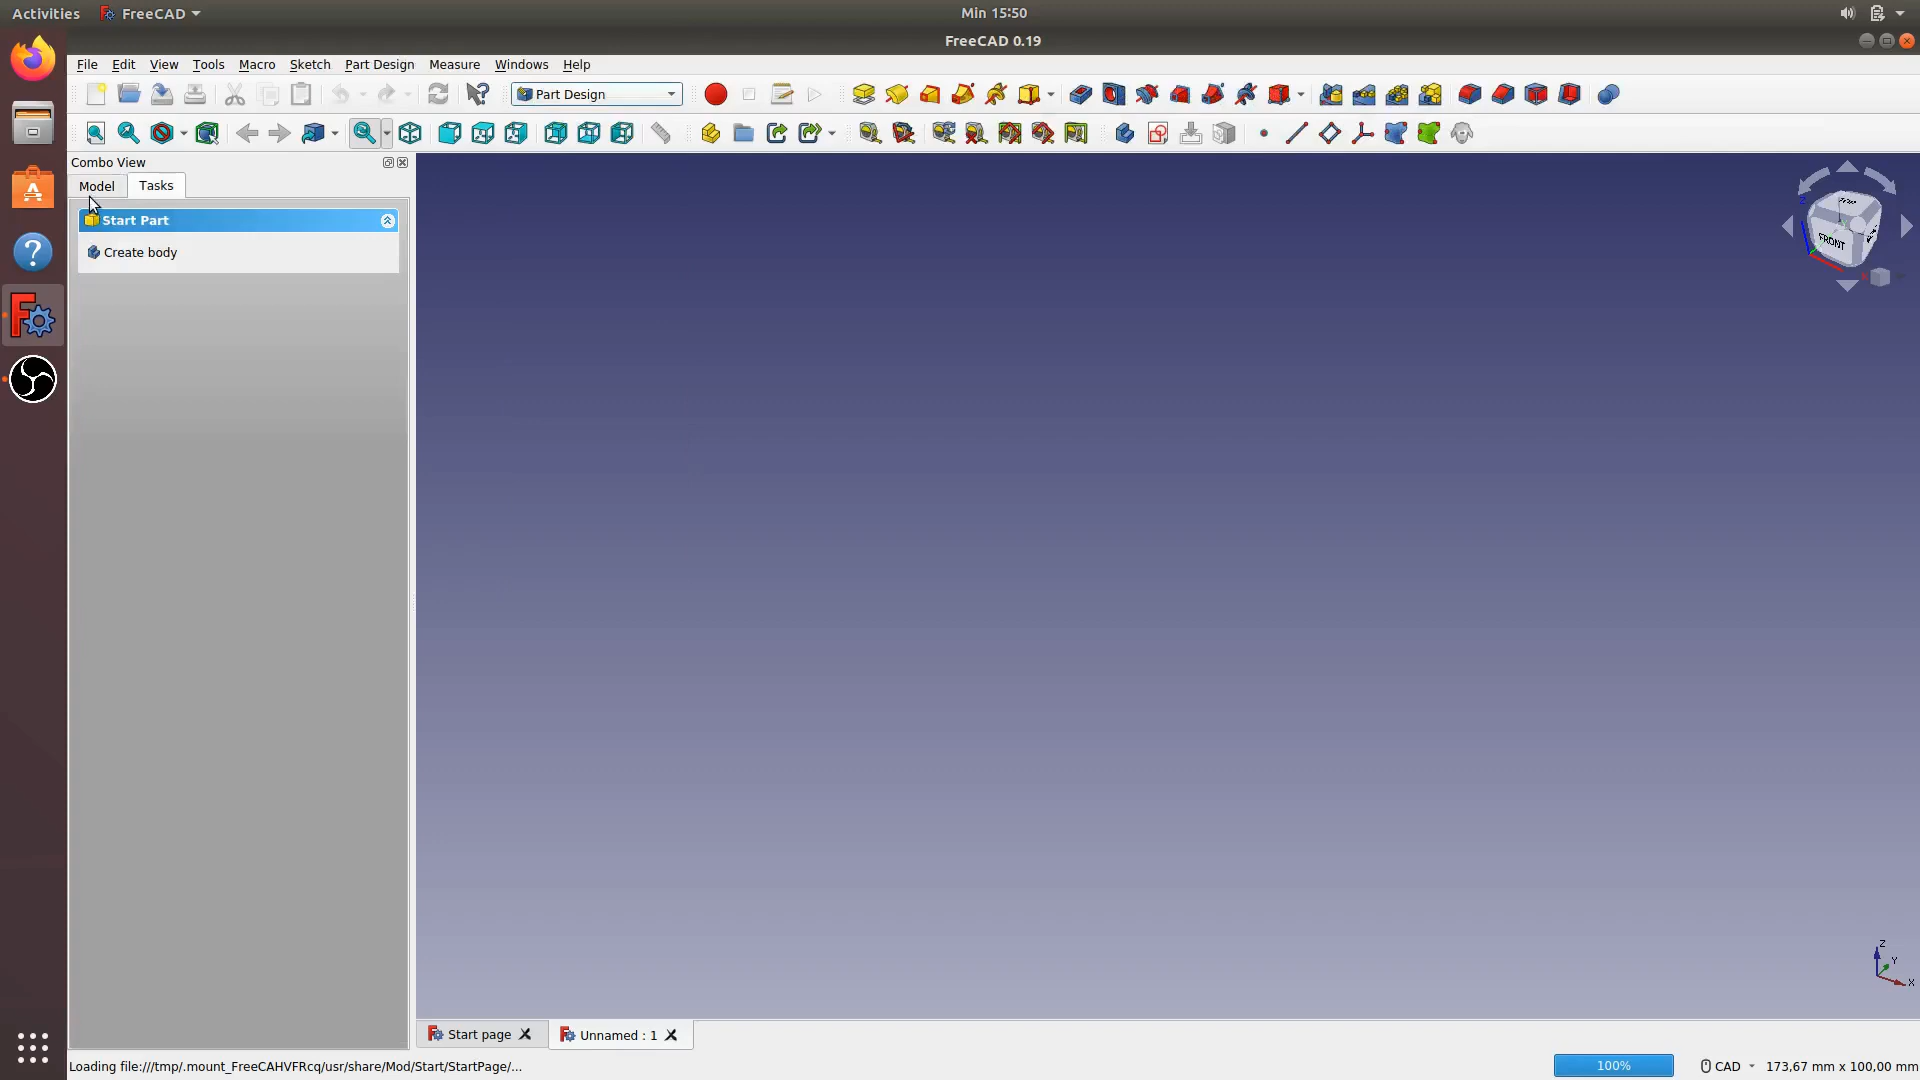 Activities FreeCAD Min 15:50
FreeCAD 0.19
File Edit View Tools Macro Sketch Part Design Measure Windows Help
Part Design
Combo View
Model Tasks
Start Part
Create body
FRONT
Z
Y
X
Start page Unnamed : 1
Loading file:///tmp/.mount_FreeCAHVFRcq/usr/share/Mod/Start/StartPage/... 100% CAD 173,67 mm x 100,00 mm